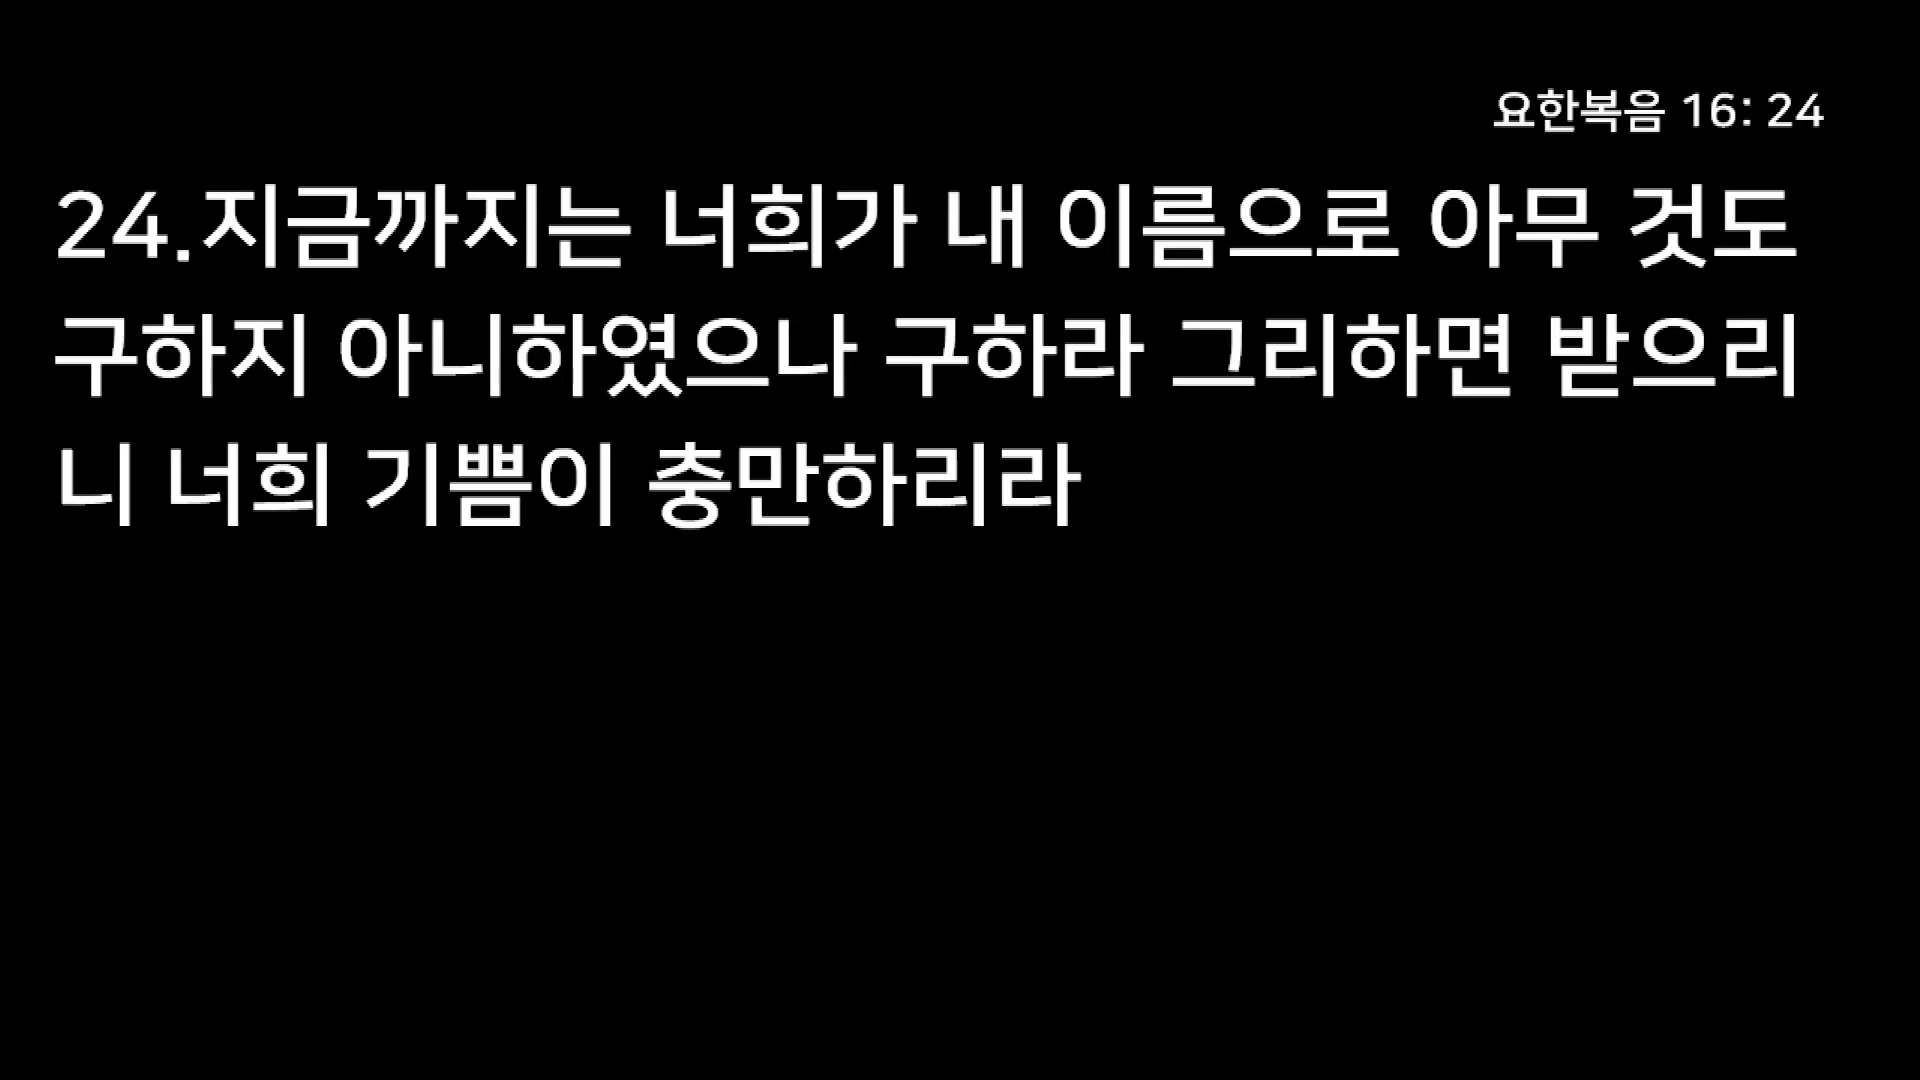 요한복음 16: 24
24.지금까지는 너희가 내 이름으로 아무 것도
구하지 아니하였으나 구하라 그리하면 받으리
니 너희 기쁨이 충만하리라